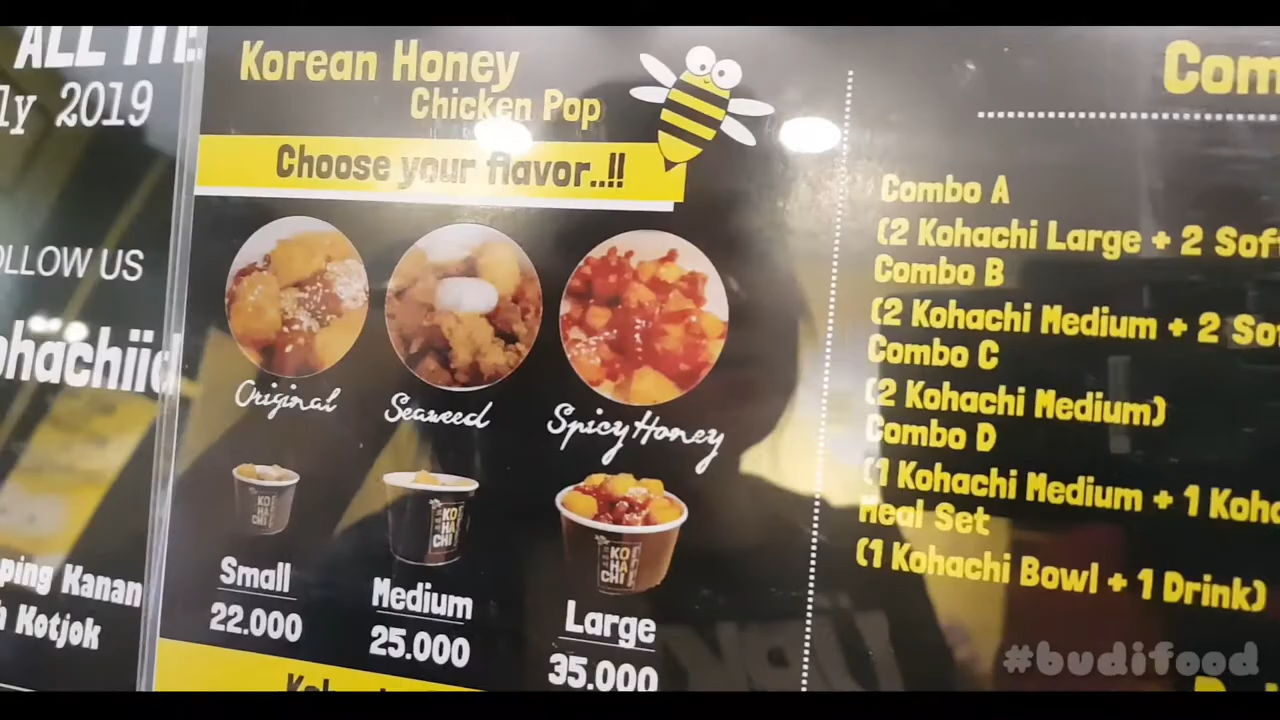 ALL ITE
ly 2019
OLLOW US
ohachiid
ping Kanan
Kotjok
Korean Honey
Chicken Pop
Choose your flavor..!!
Original
Seaweed
Spicy Honey
KO
HA
CHI
KO
HA
CHI
KO
HA
CHI
Small
22.000
Medium
25.000
Large
35.000
Com
Combo A
(2 Kohachi Large + 2 Sof
Combo B
(2 Kohachi Medium + 2 So
Combo C
(2 Kohachi Medium)
Combo D
(1 Kohachi Medium + 1 Koha
Meal Set
(1 Kohachi Bowl + 1 Drink)
#budifood